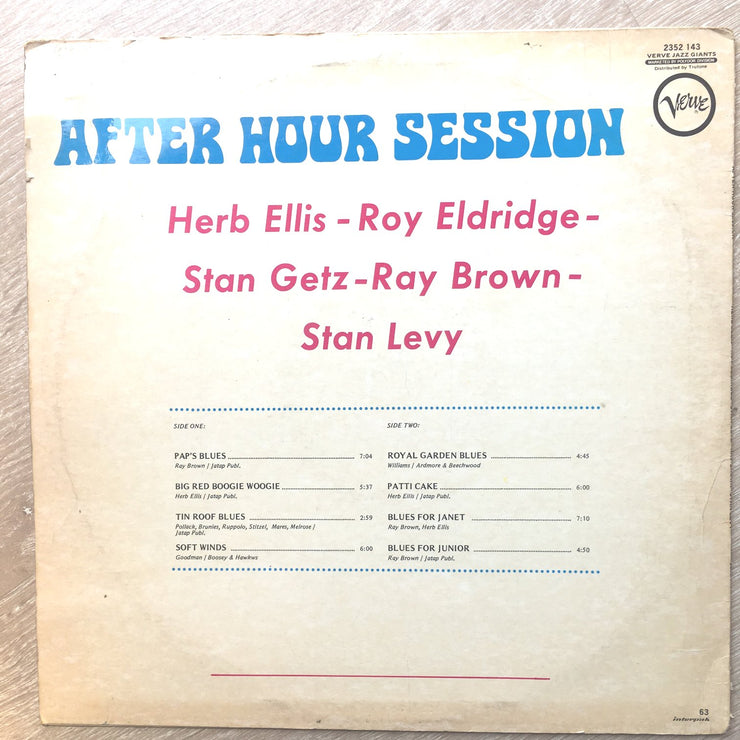 2352 143
VERVE JAZZ GIANTS
MARKETED BY POLYDOR DIVISION
Distributed by Trutone
Verve
AFTER HOUR SESSION
Herb Ellis - Roy Eldridge -
Stan Getz - Ray Brown -
Stan Levy
SIDE ONE:
PAP'S BLUES 7:04
Ray Brown / Jatap Publ.
BIG RED BOOGIE WOOGIE 5:37
Herb Ellis / Jatap Publ.
TIN ROOF BLUES 2:59
Pollack, Brunies, Ruppolo, Stitzel, Mares, Melrose /
Jatap Publ.
SOFT WINDS 6:00
Goodman / Boosey & Hawkws
SIDE TWO:
ROYAL GARDEN BLUES 4:45
Williams / Ardmore & Beechwood
PATTI CAKE 6:00
Herb Ellis / Jatap Publ.
BLUES FOR JANET 7:10
Ray Brown, Herb Ellis
BLUES FOR JUNIOR 4:50
Ray Brown / Jatap Publ.
63
interpak